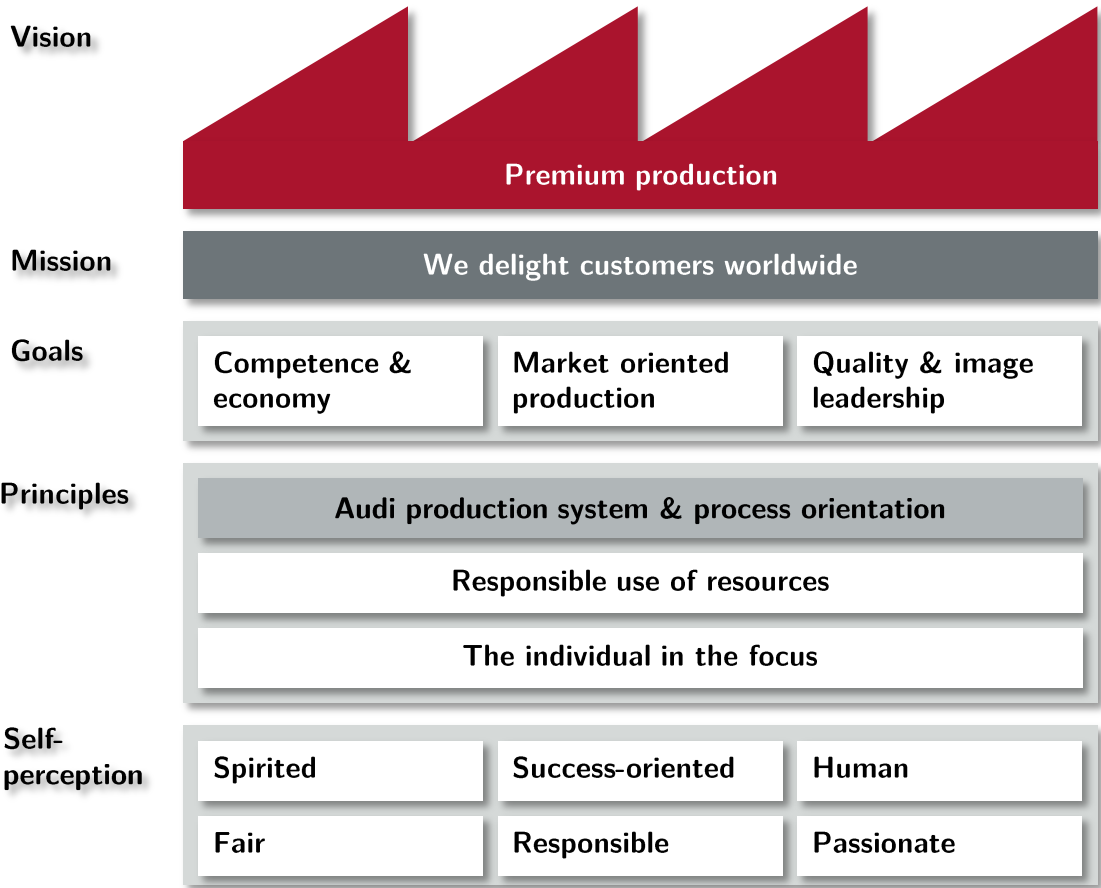 Vision
Premium production
Mission
We delight customers worldwide
Goals
Competence &
economy
Market oriented
production
Quality & image
leadership
Principles
Audi production system & process orientation
Responsible use of resources
The individual in the focus
Self-
perception
Spirited
Success-oriented
Human
Fair
Responsible
Passionate